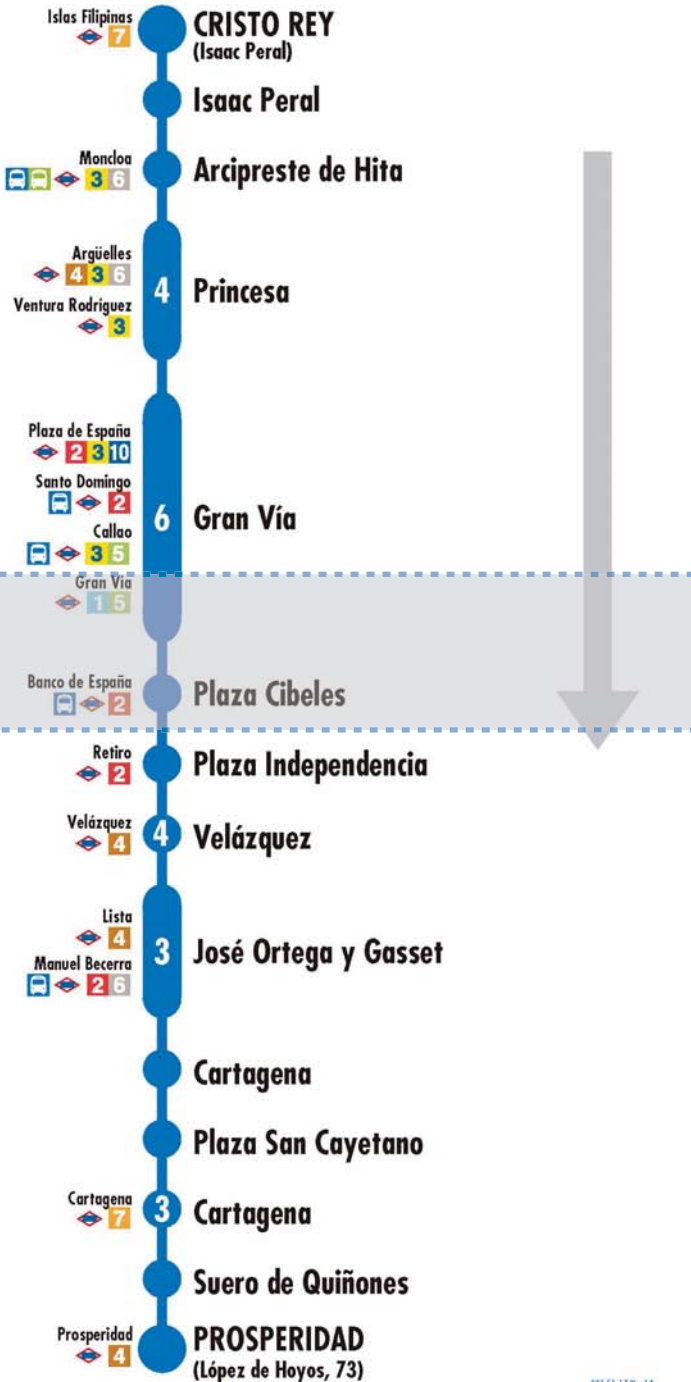 Islas Filipinas
7
CRISTO REY
(Isaac Peral)
Isaac Peral
Moncloa
3 6
Arcipreste de Hita
Argüelles
4 3 6
Ventura Rodríguez
3
4
Princesa
Plaza de España
2 3 10
Santo Domingo
2
Callao
3 5
Gran Vía
1 5
6
Gran Vía
Banco de España
2
Plaza Cibeles
Retiro
2
Plaza Independencia
Velázquez
4
4
Velázquez
Lista
4
Manuel Becerra
2 6
3
José Ortega y Gasset
Cartagena
Plaza San Cayetano
Cartagena
7
3
Cartagena
Suero de Quiñones
Prosperidad
4
PROSPERIDAD
(López de Hoyos, 73)